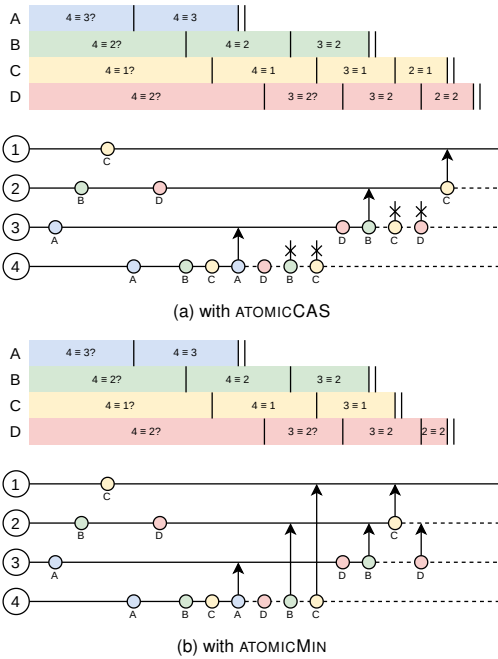 A 4 ≡ 3? 4 ≡ 3
B 4 ≡ 2? 4 ≡ 2 3 ≡ 2
C 4 ≡ 1? 4 ≡ 1 3 ≡ 1 2 ≡ 1
D 4 ≡ 2? 3 ≡ 2? 3 ≡ 2 2 ≡ 2
1
C
2
B D C
3
A D B C D
4
A B C A D B C
(a) with ATOMICCAS
A 4 ≡ 3? 4 ≡ 3
B 4 ≡ 2? 4 ≡ 2 3 ≡ 2
C 4 ≡ 1? 4 ≡ 1 3 ≡ 1
D 4 ≡ 2? 3 ≡ 2? 3 ≡ 2 2 ≡ 2
1
C
2
B D C
3
A D B D
4
A B C A D B C
(b) with ATOMICMIN